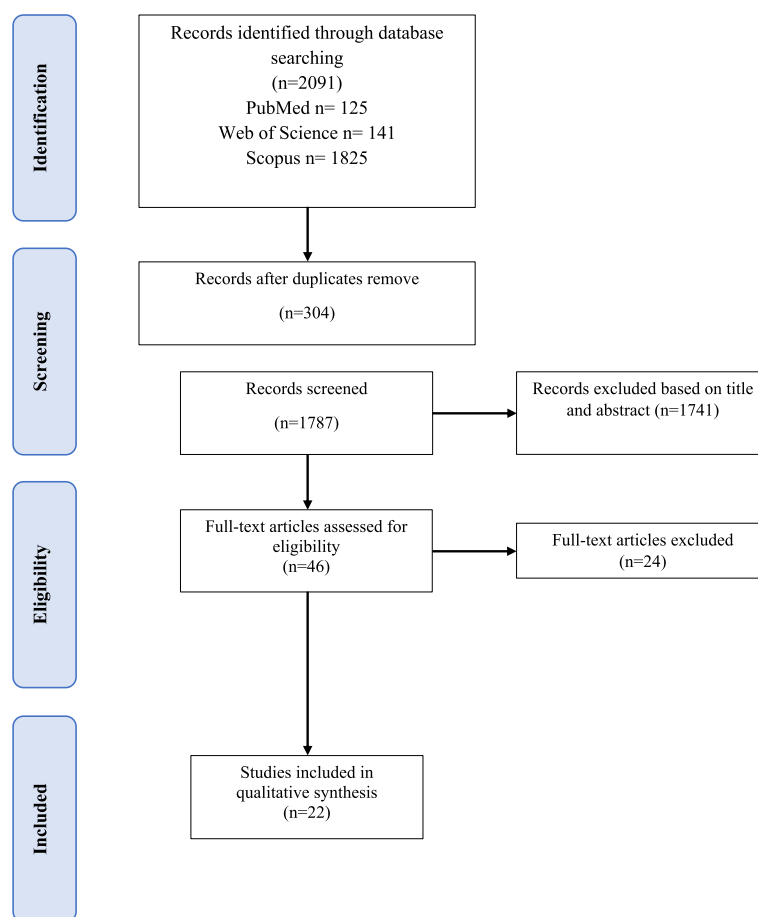 Identification
Records identified through database
searching
(n=2091)
PubMed n= 125
Web of Science n= 141
Scopus n= 1825
Screening
Records after duplicates remove
(n=304)
Records screened
(n=1787)
Records excluded based on title
and abstract (n=1741)
Eligibility
Full-text articles assessed for
eligibility
(n=46)
Full-text articles excluded
(n=24)
Included
Studies included in
qualitative synthesis
(n=22)